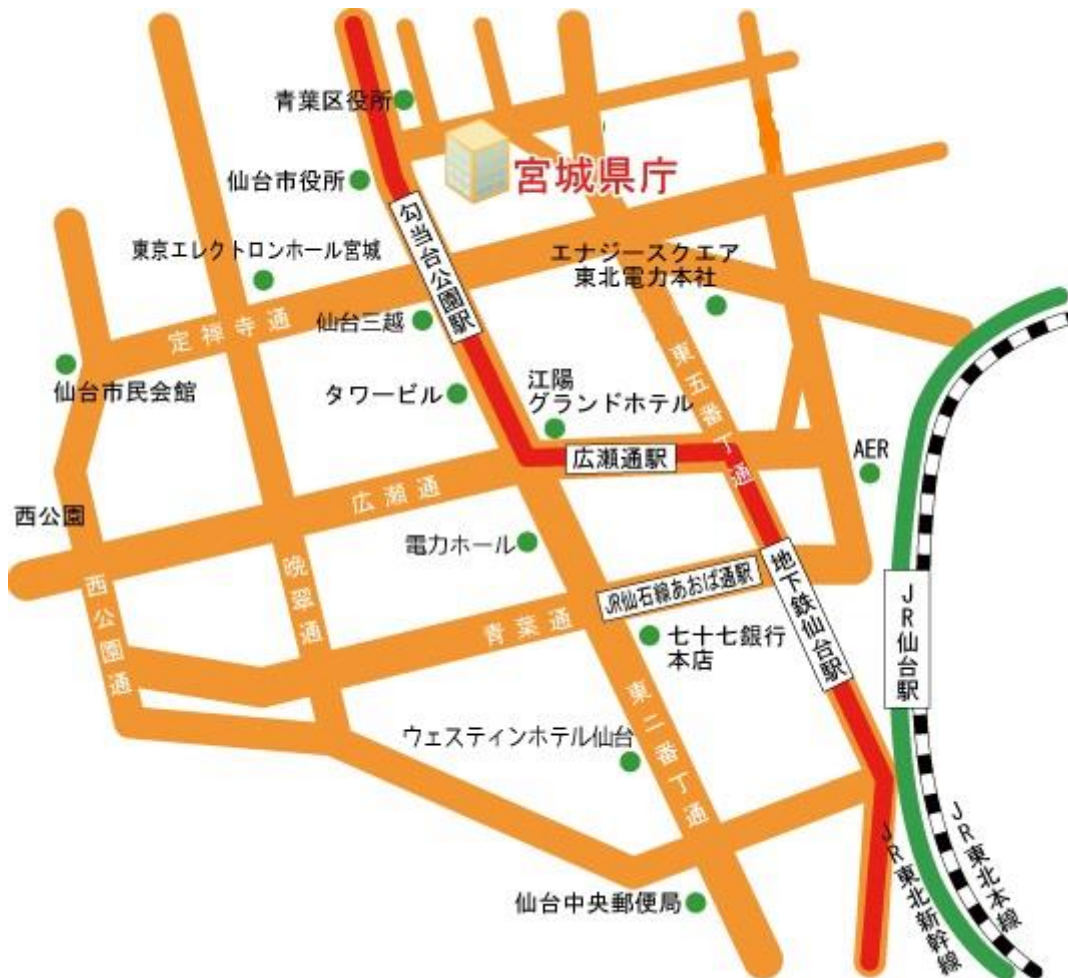 青葉区役所
宮城県庁
仙台市役所
勾当台公園駅
東京エレクトロンホール宮城
エナジースクエア
東北電力本社
仙台三越
定禅寺通
仙台市民会館
タワービル
江陽
グランドホテル
東五番丁通
広瀬通駅
AER
広瀬通
西公園
電力ホール
晩翠通
西公園通
JR仙石線あおば通駅
地下鉄仙台駅
JR仙台駅
青葉通
七十七銀行
本店
東二番丁通
ウェスティンホテル仙台
仙台中央郵便局
JR東北新幹線
JR東北本線